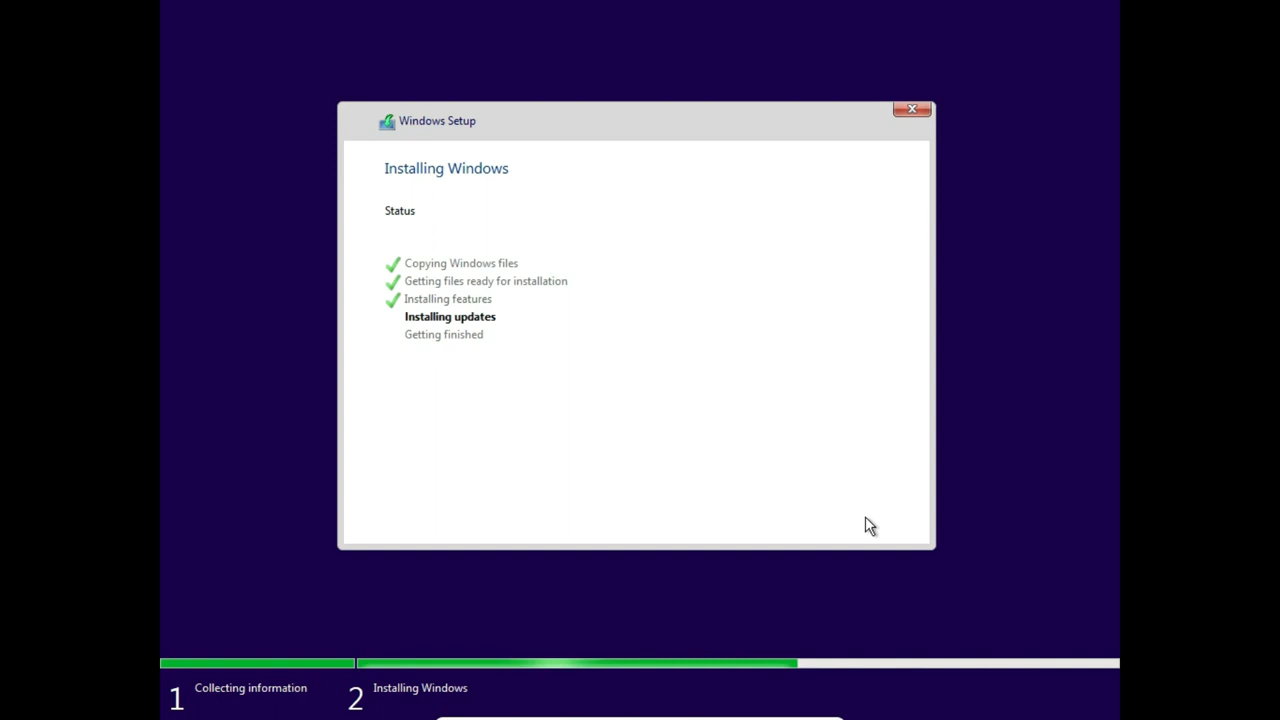 Windows Setup
Installing Windows
Status
Copying Windows files
Getting files ready for installation
Installing features
Installing updates
Getting finished
1 Collecting information 2 Installing Windows